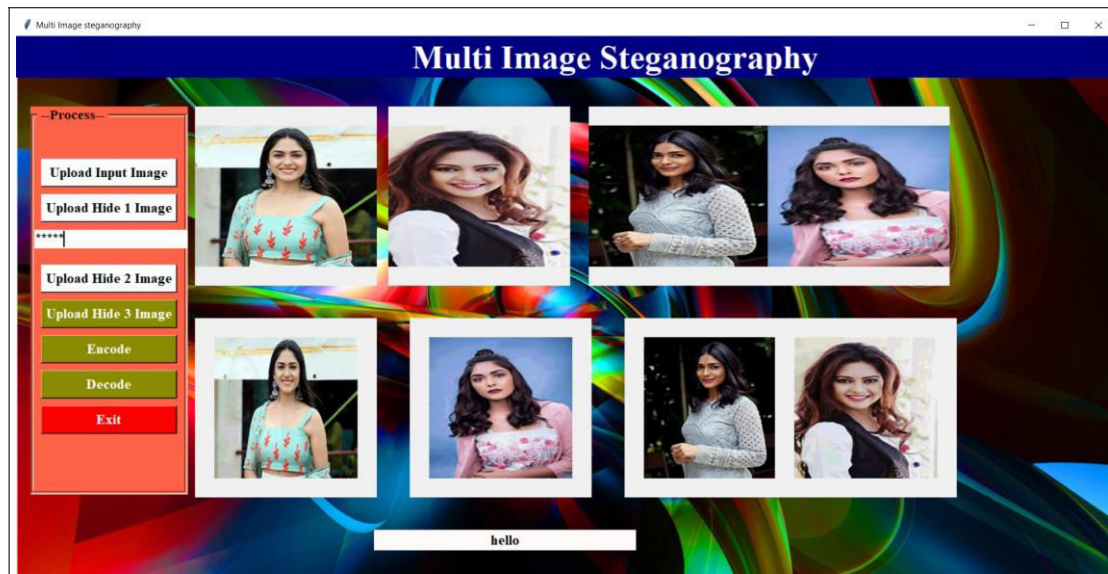 Multi Image steganography
Multi Image Steganography
--Process--
Upload Input Image
Upload Hide 1 Image
*****
Upload Hide 2 Image
Upload Hide 3 Image
Encode
Decode
Exit
hello